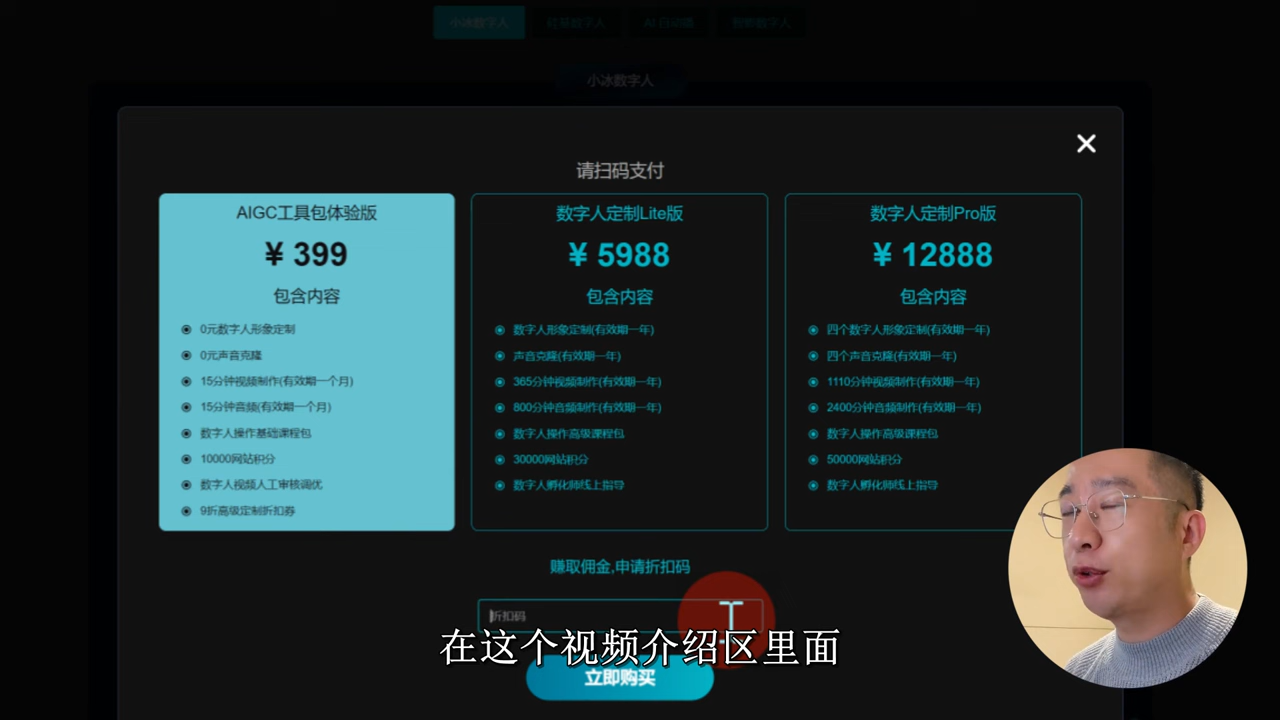 小冰数字人
硅基数字人
小冰数字人
请扫码支付
AIGC工具包体验版
¥ 399
包含内容
0元数字人形象定制
0元声音克隆
15分钟视频制作(有效期一个月)
15分钟音频(有效期一个月)
数字人操作基础课程包
10000网站积分
数字人视频人工审核调优
9折高级定制折扣券
数字人定制Lite版
¥ 5988
包含内容
数字人形象定制(有效期一年)
声音克隆(有效期一年)
365分钟视频制作(有效期一年)
800分钟音频制作(有效期一年)
数字人操作高级课程包
30000网站积分
数字人孵化师线上指导
数字人定制Pro版
¥ 12888
包含内容
四个数字人形象定制(有效期一年)
四个声音克隆(有效期一年)
1110分钟视频制作(有效期一年)
2400分钟音频制作(有效期一年)
数字人操作高级课程包
50000网站积分
数字人孵化师线上指导
赚取佣金,申请折扣码
折扣码
在这个视频介绍区里面
立即购买